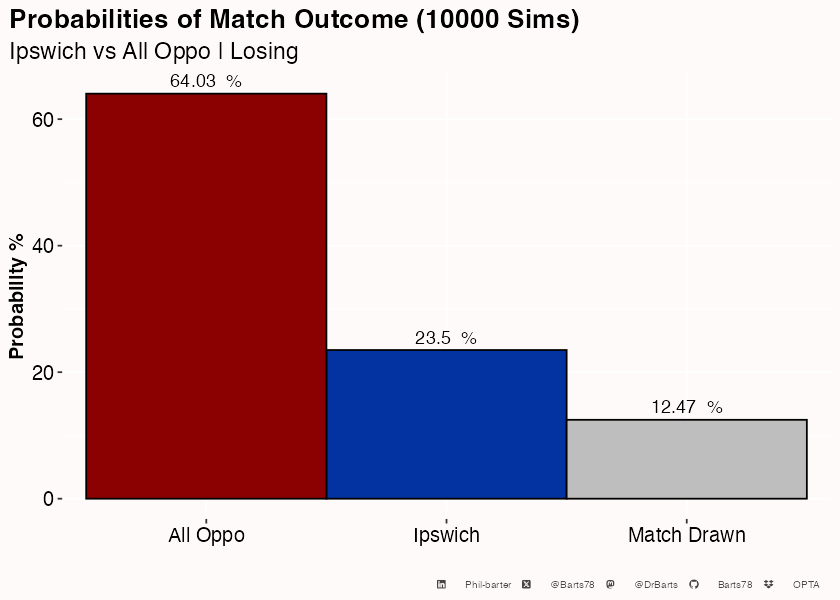 Probabilities of Match Outcome (10000 Sims)
Ipswich vs All Oppo | Losing
64.03 %
60
40
Probability %
23.5 %
20
12.47 %
0
All Oppo Ipswich Match Drawn
Phil-barter @Barts78 @DrBarts Barts78 OPTA